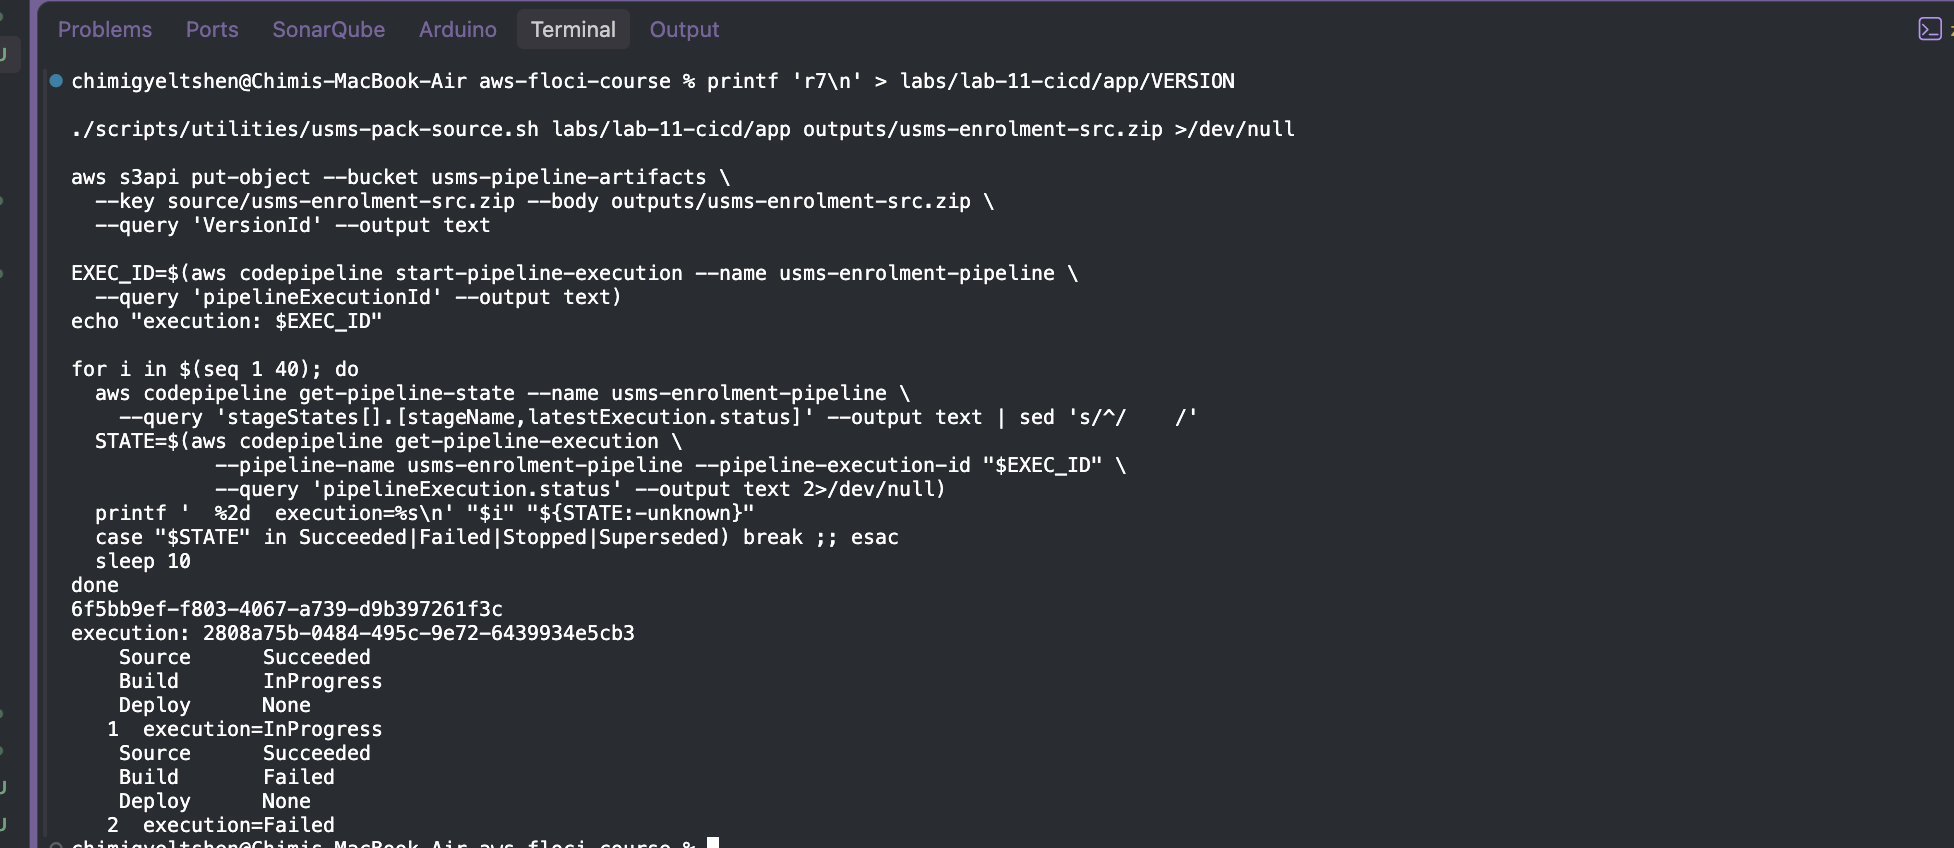 Problems Ports SonarQube Arduino Terminal Output
chimigyeltshen@Chimis-MacBook-Air aws-floci-course % printf 'r7\n' > labs/lab-11-cicd/app/VERSION
./scripts/utilities/usms-pack-source.sh labs/lab-11-cicd/app outputs/usms-enrolment-src.zip >/dev/null
aws s3api put-object --bucket usms-pipeline-artifacts \
  --key source/usms-enrolment-src.zip --body outputs/usms-enrolment-src.zip \
  --query 'VersionId' --output text
EXEC_ID=$(aws codepipeline start-pipeline-execution --name usms-enrolment-pipeline \
  --query 'pipelineExecutionId' --output text)
echo "execution: $EXEC_ID"
for i in $(seq 1 40); do
  aws codepipeline get-pipeline-state --name usms-enrolment-pipeline \
    --query 'stageStates[].[stageName,latestExecution.status]' --output text | sed 's/^/    /'
  STATE=$(aws codepipeline get-pipeline-execution \
            --pipeline-name usms-enrolment-pipeline --pipeline-execution-id "$EXEC_ID" \
            --query 'pipelineExecution.status' --output text 2>/dev/null)
  printf '  %2d  execution=%s\n' "$i" "${STATE:-unknown}"
  case "$STATE" in Succeeded|Failed|Stopped|Superseded) break ;; esac
  sleep 10
done
6f5bb9ef-f803-4067-a739-d9b397261f3c
execution: 2808a75b-0484-495c-9e72-6439934e5cb3
    Source      Succeeded
    Build       InProgress
    Deploy      None
   1  execution=InProgress
    Source      Succeeded
    Build       Failed
    Deploy      None
   2  execution=Failed
chimigyeltshen@Chimis-MacBook-Air aws-floci-course %